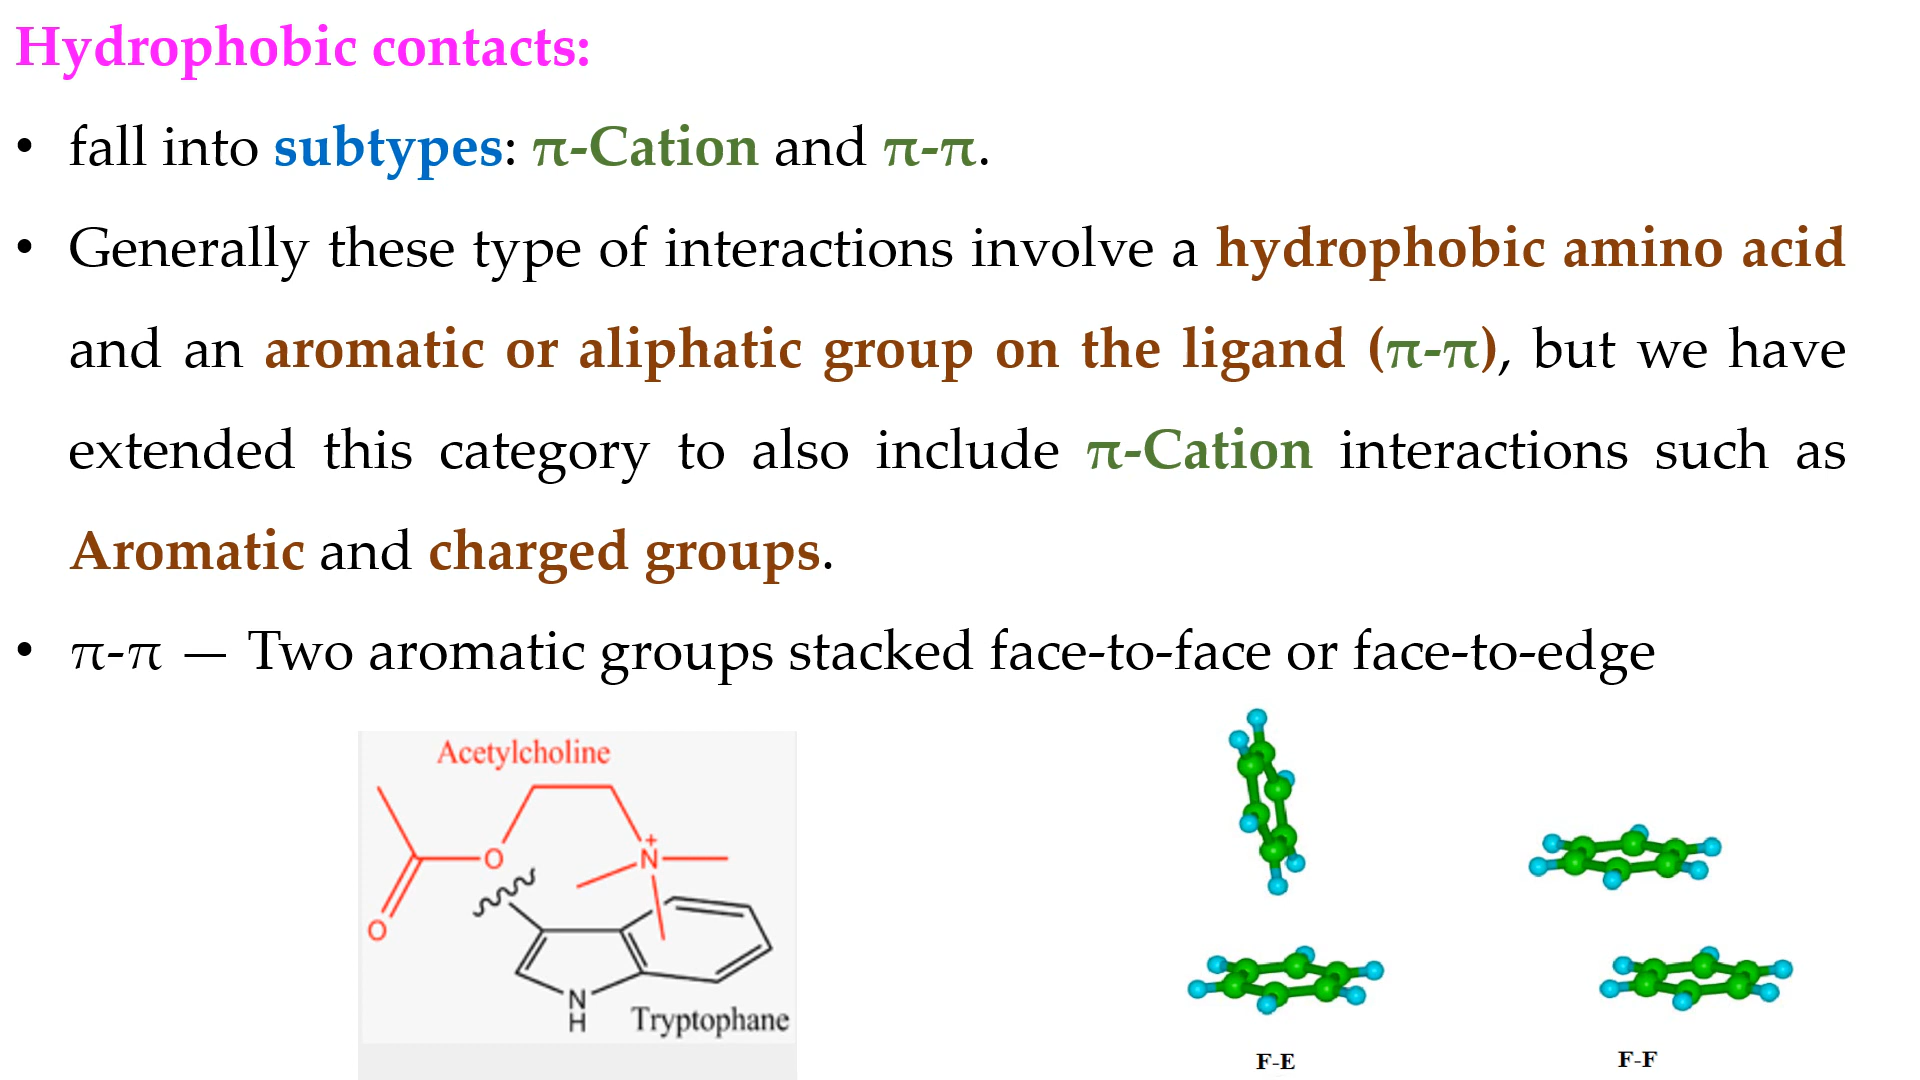 Hydrophobic contacts:
• fall into subtypes: π-Cation and π-π.
• Generally these type of interactions involve a hydrophobic amino acid
and an aromatic or aliphatic group on the ligand (π-π), but we have
extended this category to also include π-Cation interactions such as
Aromatic and charged groups.
• π-π — Two aromatic groups stacked face-to-face or face-to-edge
Acetylcholine
+
O
N
O
N
H
Tryptophane
F-E
F-F